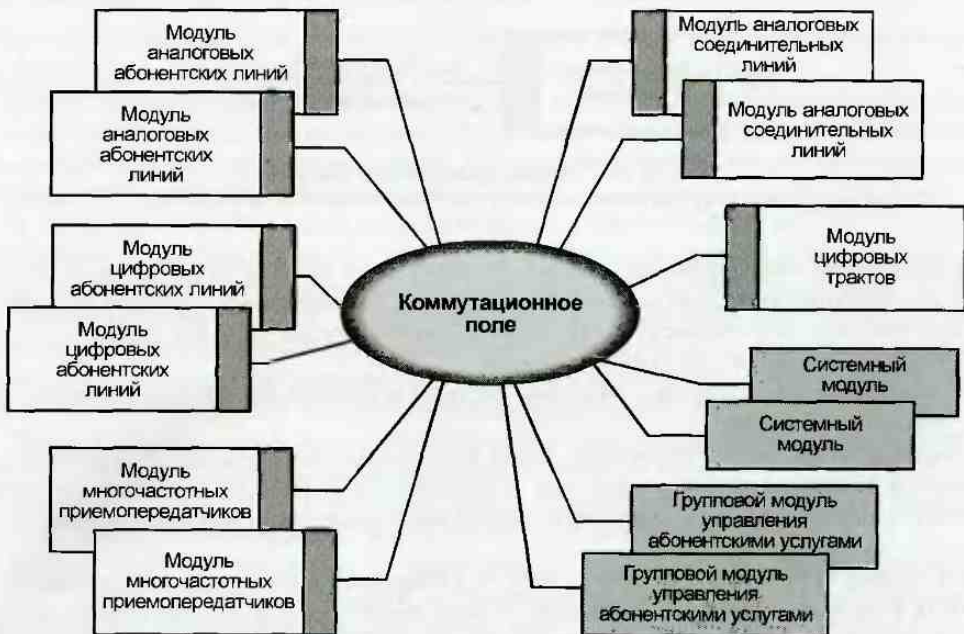 Модуль
аналоговых
абонентских линий
Модуль
аналоговых
абонентских
линий
Модуль аналоговых
соединительных
линий
Модуль аналоговых
соединительных
линий
Модуль
цифровых
абонентских линий
Модуль
цифровых
абонентских
линий
Коммутационное
поле
Модуль
цифровых
трактов
Системный
модуль
Системный
модуль
Модуль
многочастотных
приемопередатчиков
Модуль
многочастотных
приемопередатчиков
Групповой модуль
управления
абонентскими услугами
Групповой модуль
управления
абонентскими услугами